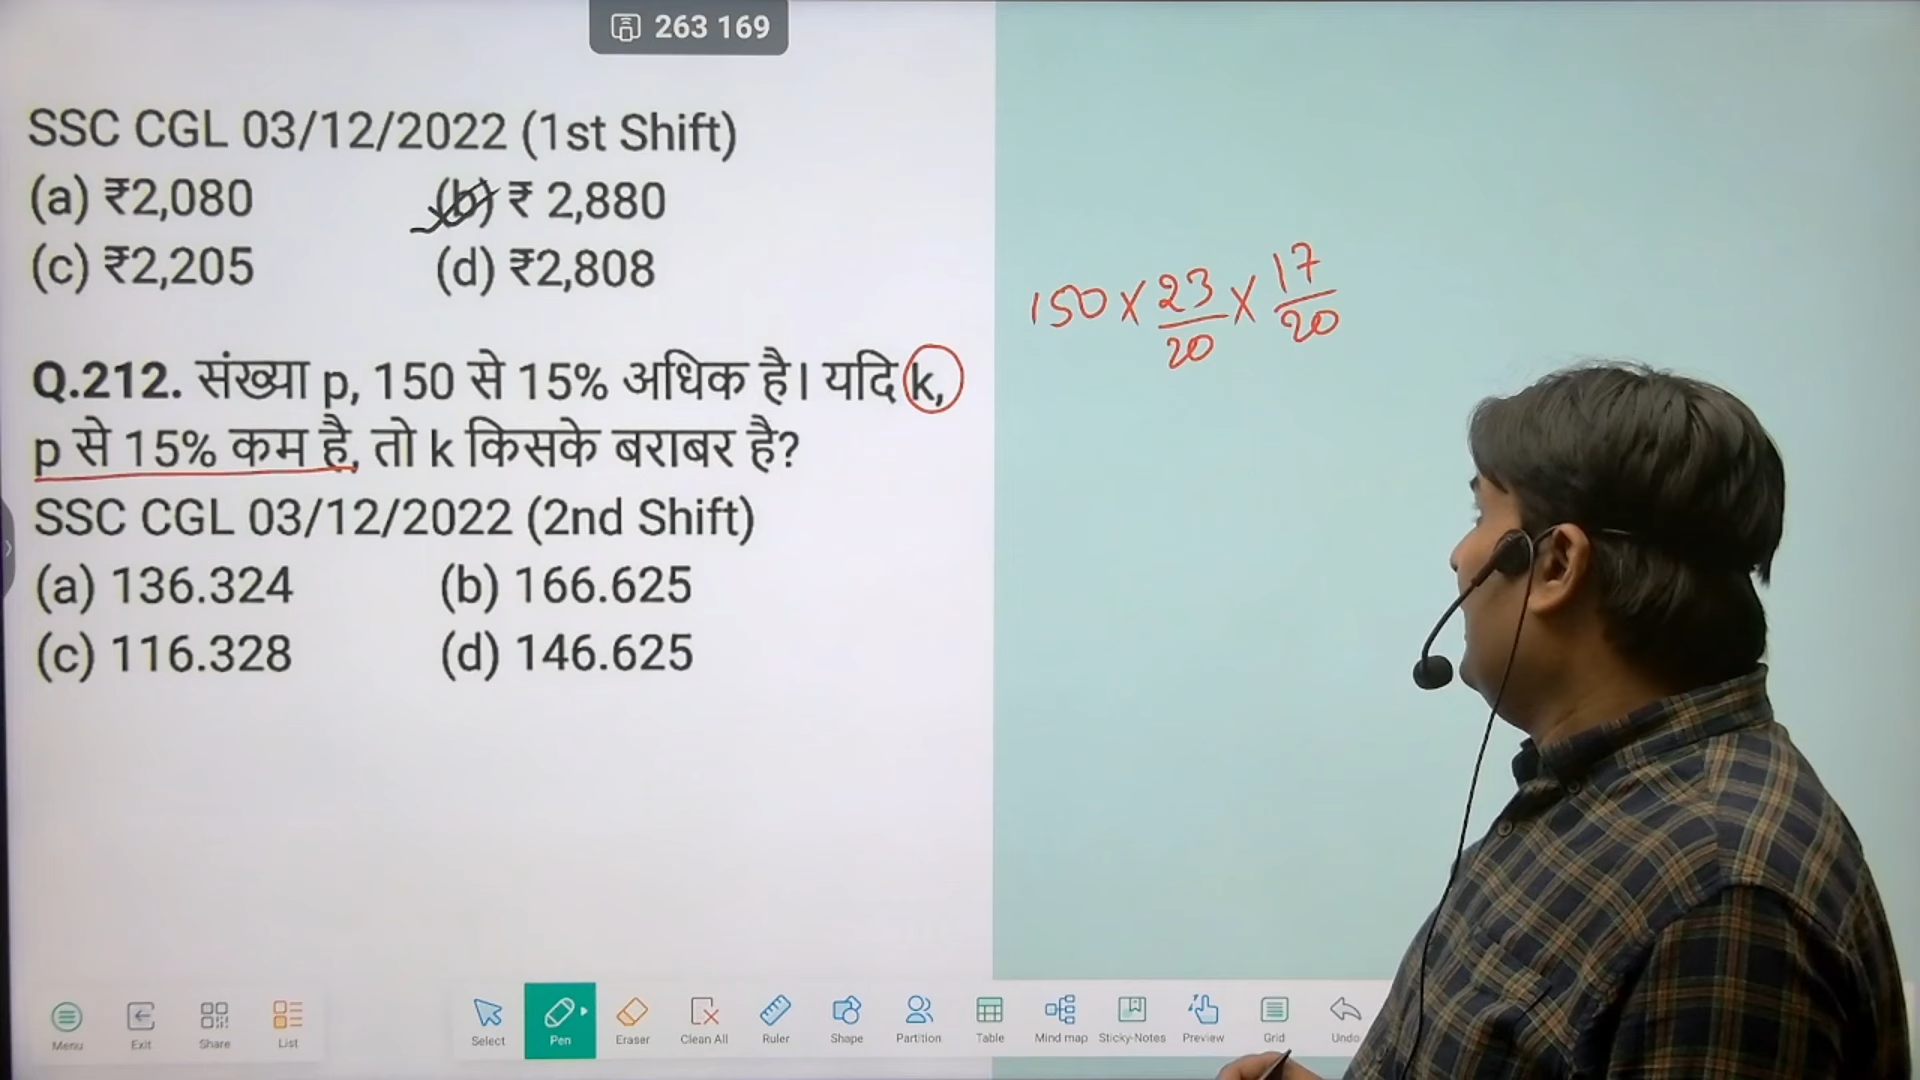 263 169
SSC CGL 03/12/2022 (1st Shift)
(a) ₹2,080 (b) ₹ 2,880
(c) ₹2,205 (d) ₹2,808
150 × 23/20 × 17/20
Q.212. संख्या p, 150 से 15% अधिक है। यदि k,
p से 15% कम है, तो k किसके बराबर है?
SSC CGL 03/12/2022 (2nd Shift)
(a) 136.324 (b) 166.625
(c) 116.328 (d) 146.625
Menu Exit Share List Select Pen Eraser Clean All Ruler Shape Partition Table Mind map Sticky-Notes Preview Grid Undo